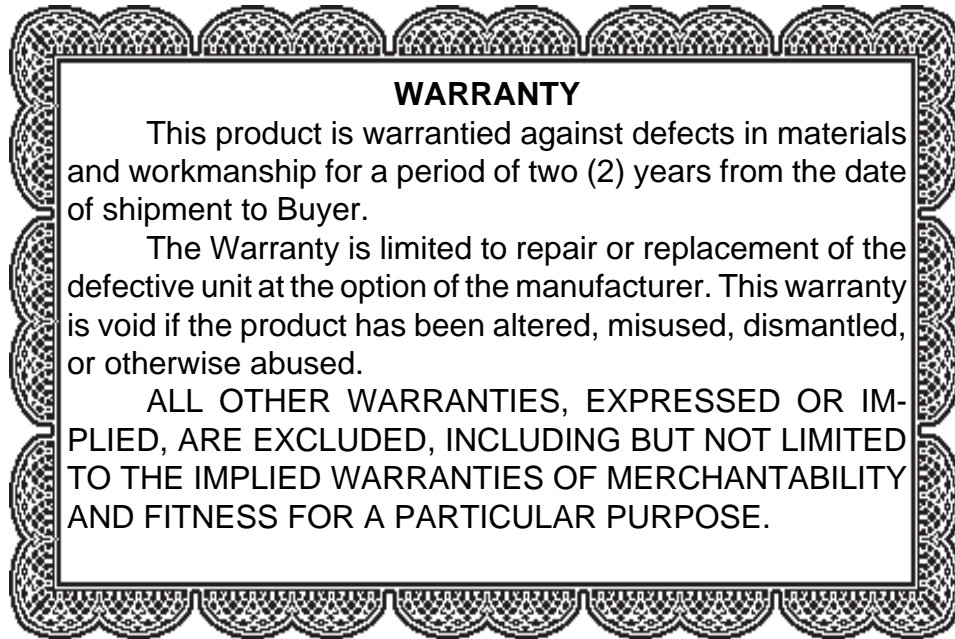 WARRANTY
This product is warrantied against defects in materials
and workmanship for a period of two (2) years from the date
of shipment to Buyer.
The Warranty is limited to repair or replacement of the
defective unit at the option of the manufacturer. This warranty
is void if the product has been altered, misused, dismantled,
or otherwise abused.
ALL OTHER WARRANTIES, EXPRESSED OR IM-
PLIED, ARE EXCLUDED, INCLUDING BUT NOT LIMITED
TO THE IMPLIED WARRANTIES OF MERCHANTABILITY
AND FITNESS FOR A PARTICULAR PURPOSE.